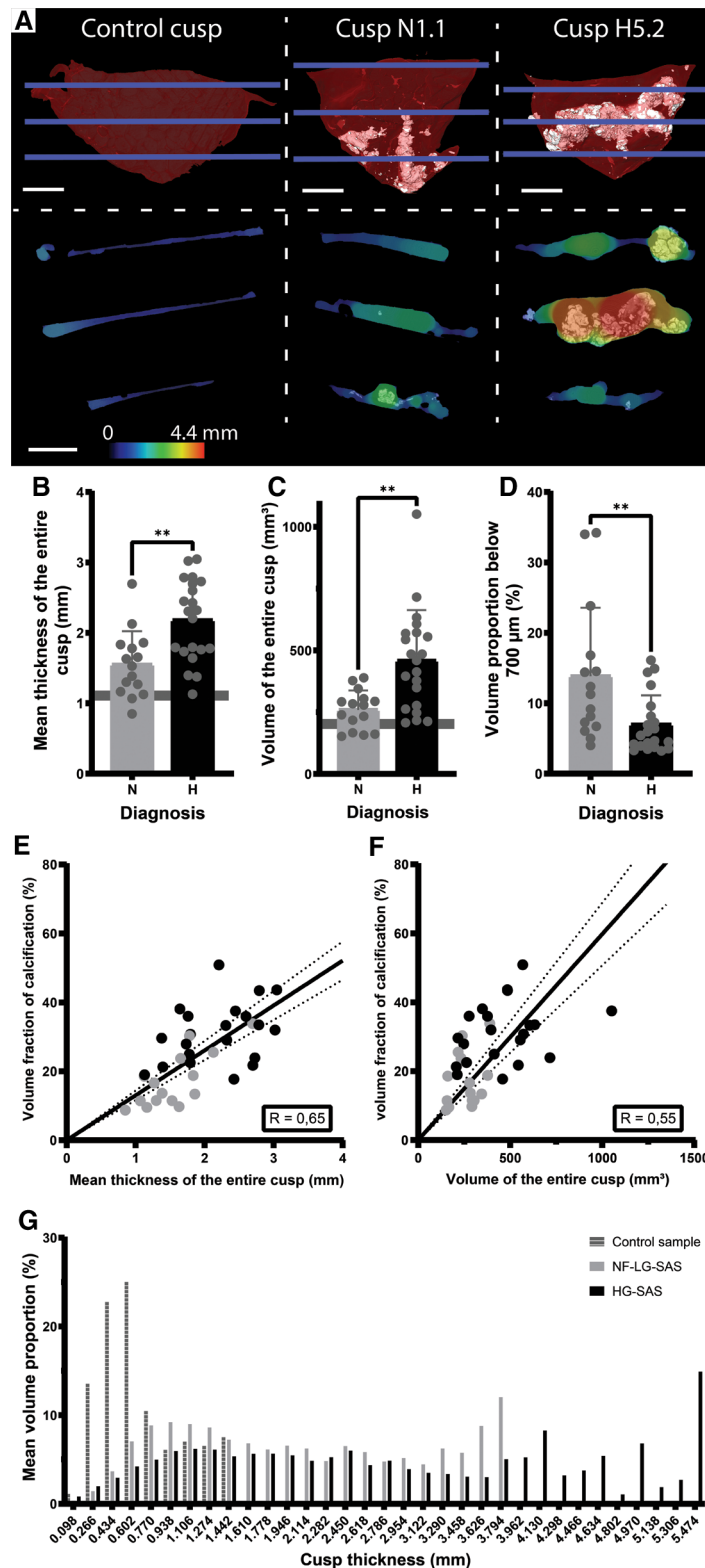 A
Control cusp
Cusp N1.1
Cusp H5.2
0
4.4 mm
B
Mean thickness of the entire
cusp (mm)
4
3
2
1
0
**
N
H
Diagnosis
C
Volume of the entire cusp (mm³)
1000
500
0
**
N
H
Diagnosis
D
Volume proportion below
700 µm (%)
40
30
20
10
0
**
N
H
Diagnosis
E
Volume fraction of calcification (%)
80
60
40
20
0
R = 0,65
0
1
2
3
4
Mean thickness of the entire cusp (mm)
F
volume fraction of calcification (%)
80
60
40
20
0
R = 0,55
0
500
1000
1500
Volume of the entire cusp (mm³)
G
Mean volume proportion (%)
30
20
10
0
Control sample
NF-LG-SAS
HG-SAS
0.098
0.266
0.434
0.602
0.770
0.938
1.106
1.274
1.442
1.610
1.778
1.946
2.114
2.282
2.450
2.618
2.786
2.954
3.122
3.290
3.458
3.626
3.794
3.962
4.130
4.298
4.466
4.634
4.802
4.970
5.138
5.306
5.474
Cusp thickness (mm)